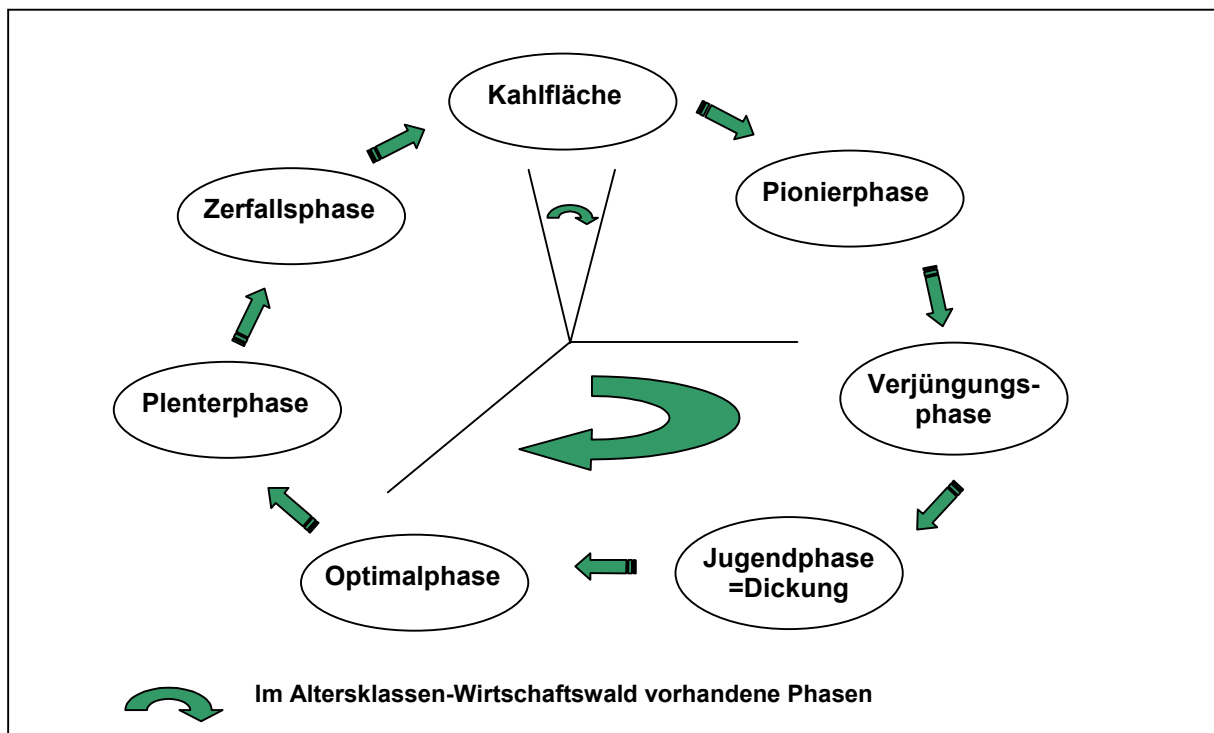 Kahlfläche
Pionierphase
Verjüngungs-
phase
Jugendphase
=Dickung
Optimalphase
Plenterphase
Zerfallsphase
Im Altersklassen-Wirtschaftswald vorhandene Phasen